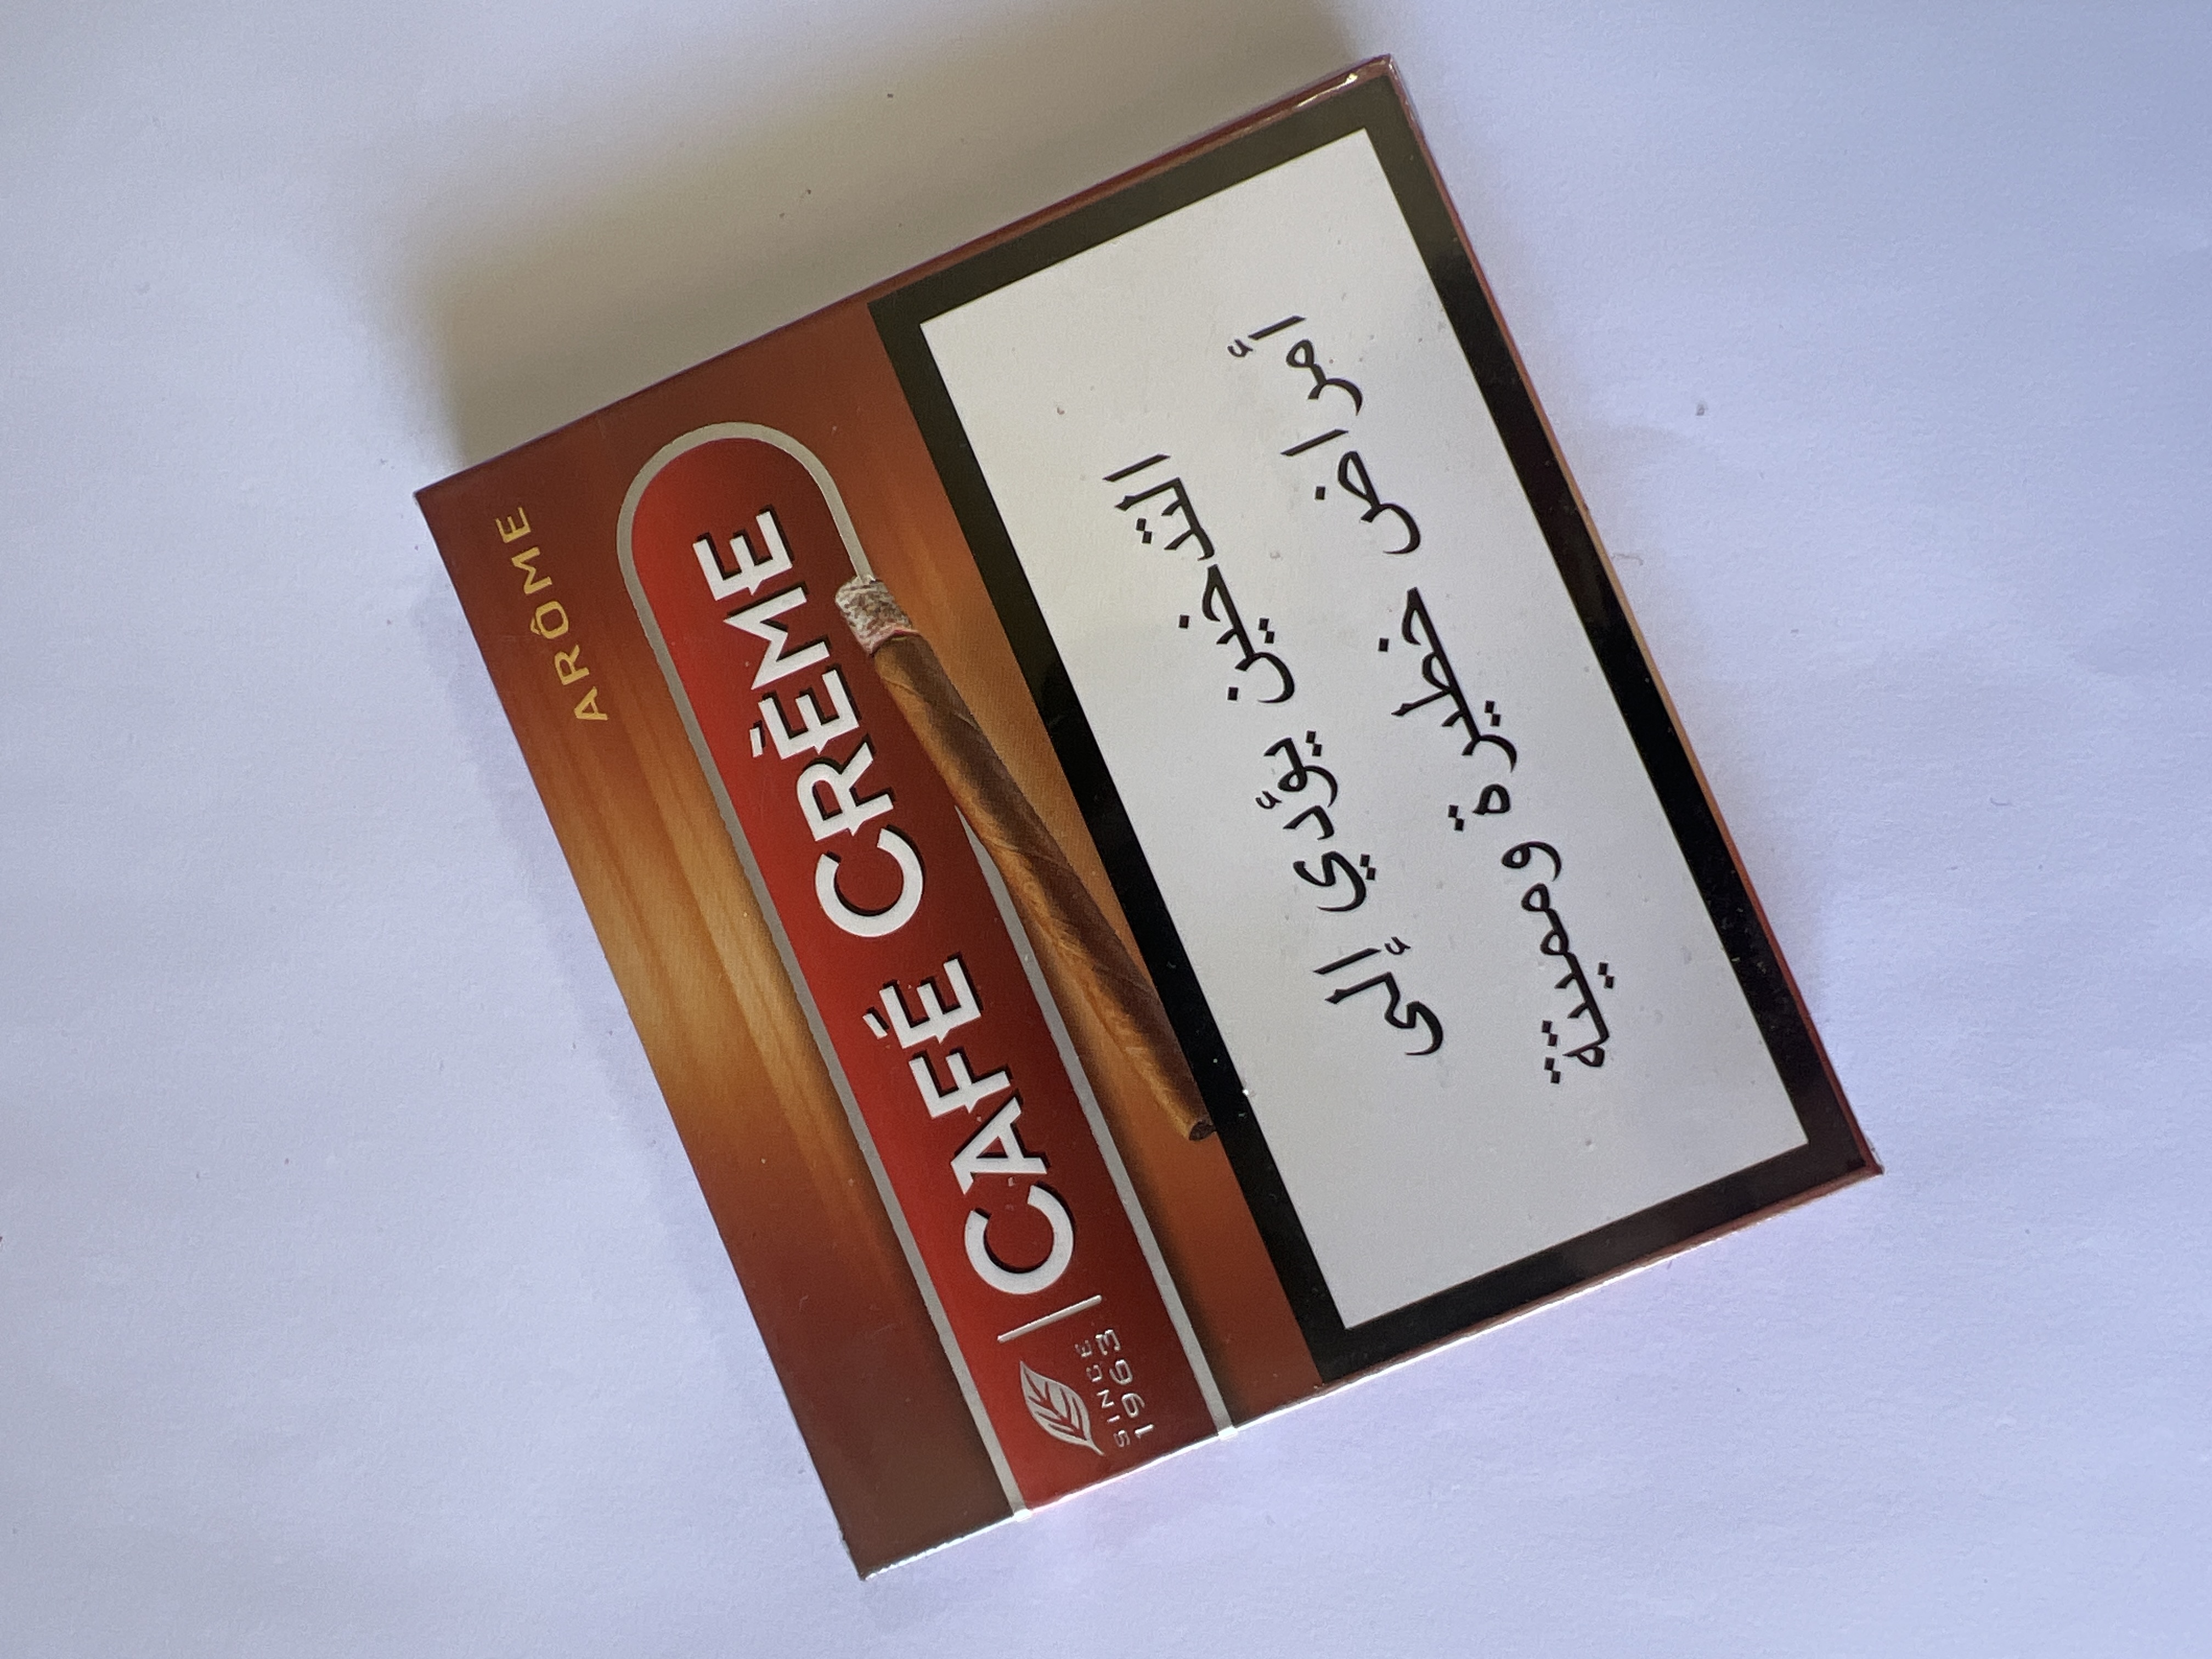 ARÔME
CAFÉ CRÈME
SINCE
1963
التدخين يؤدي إلى
أمراض خطيرة ومميتة